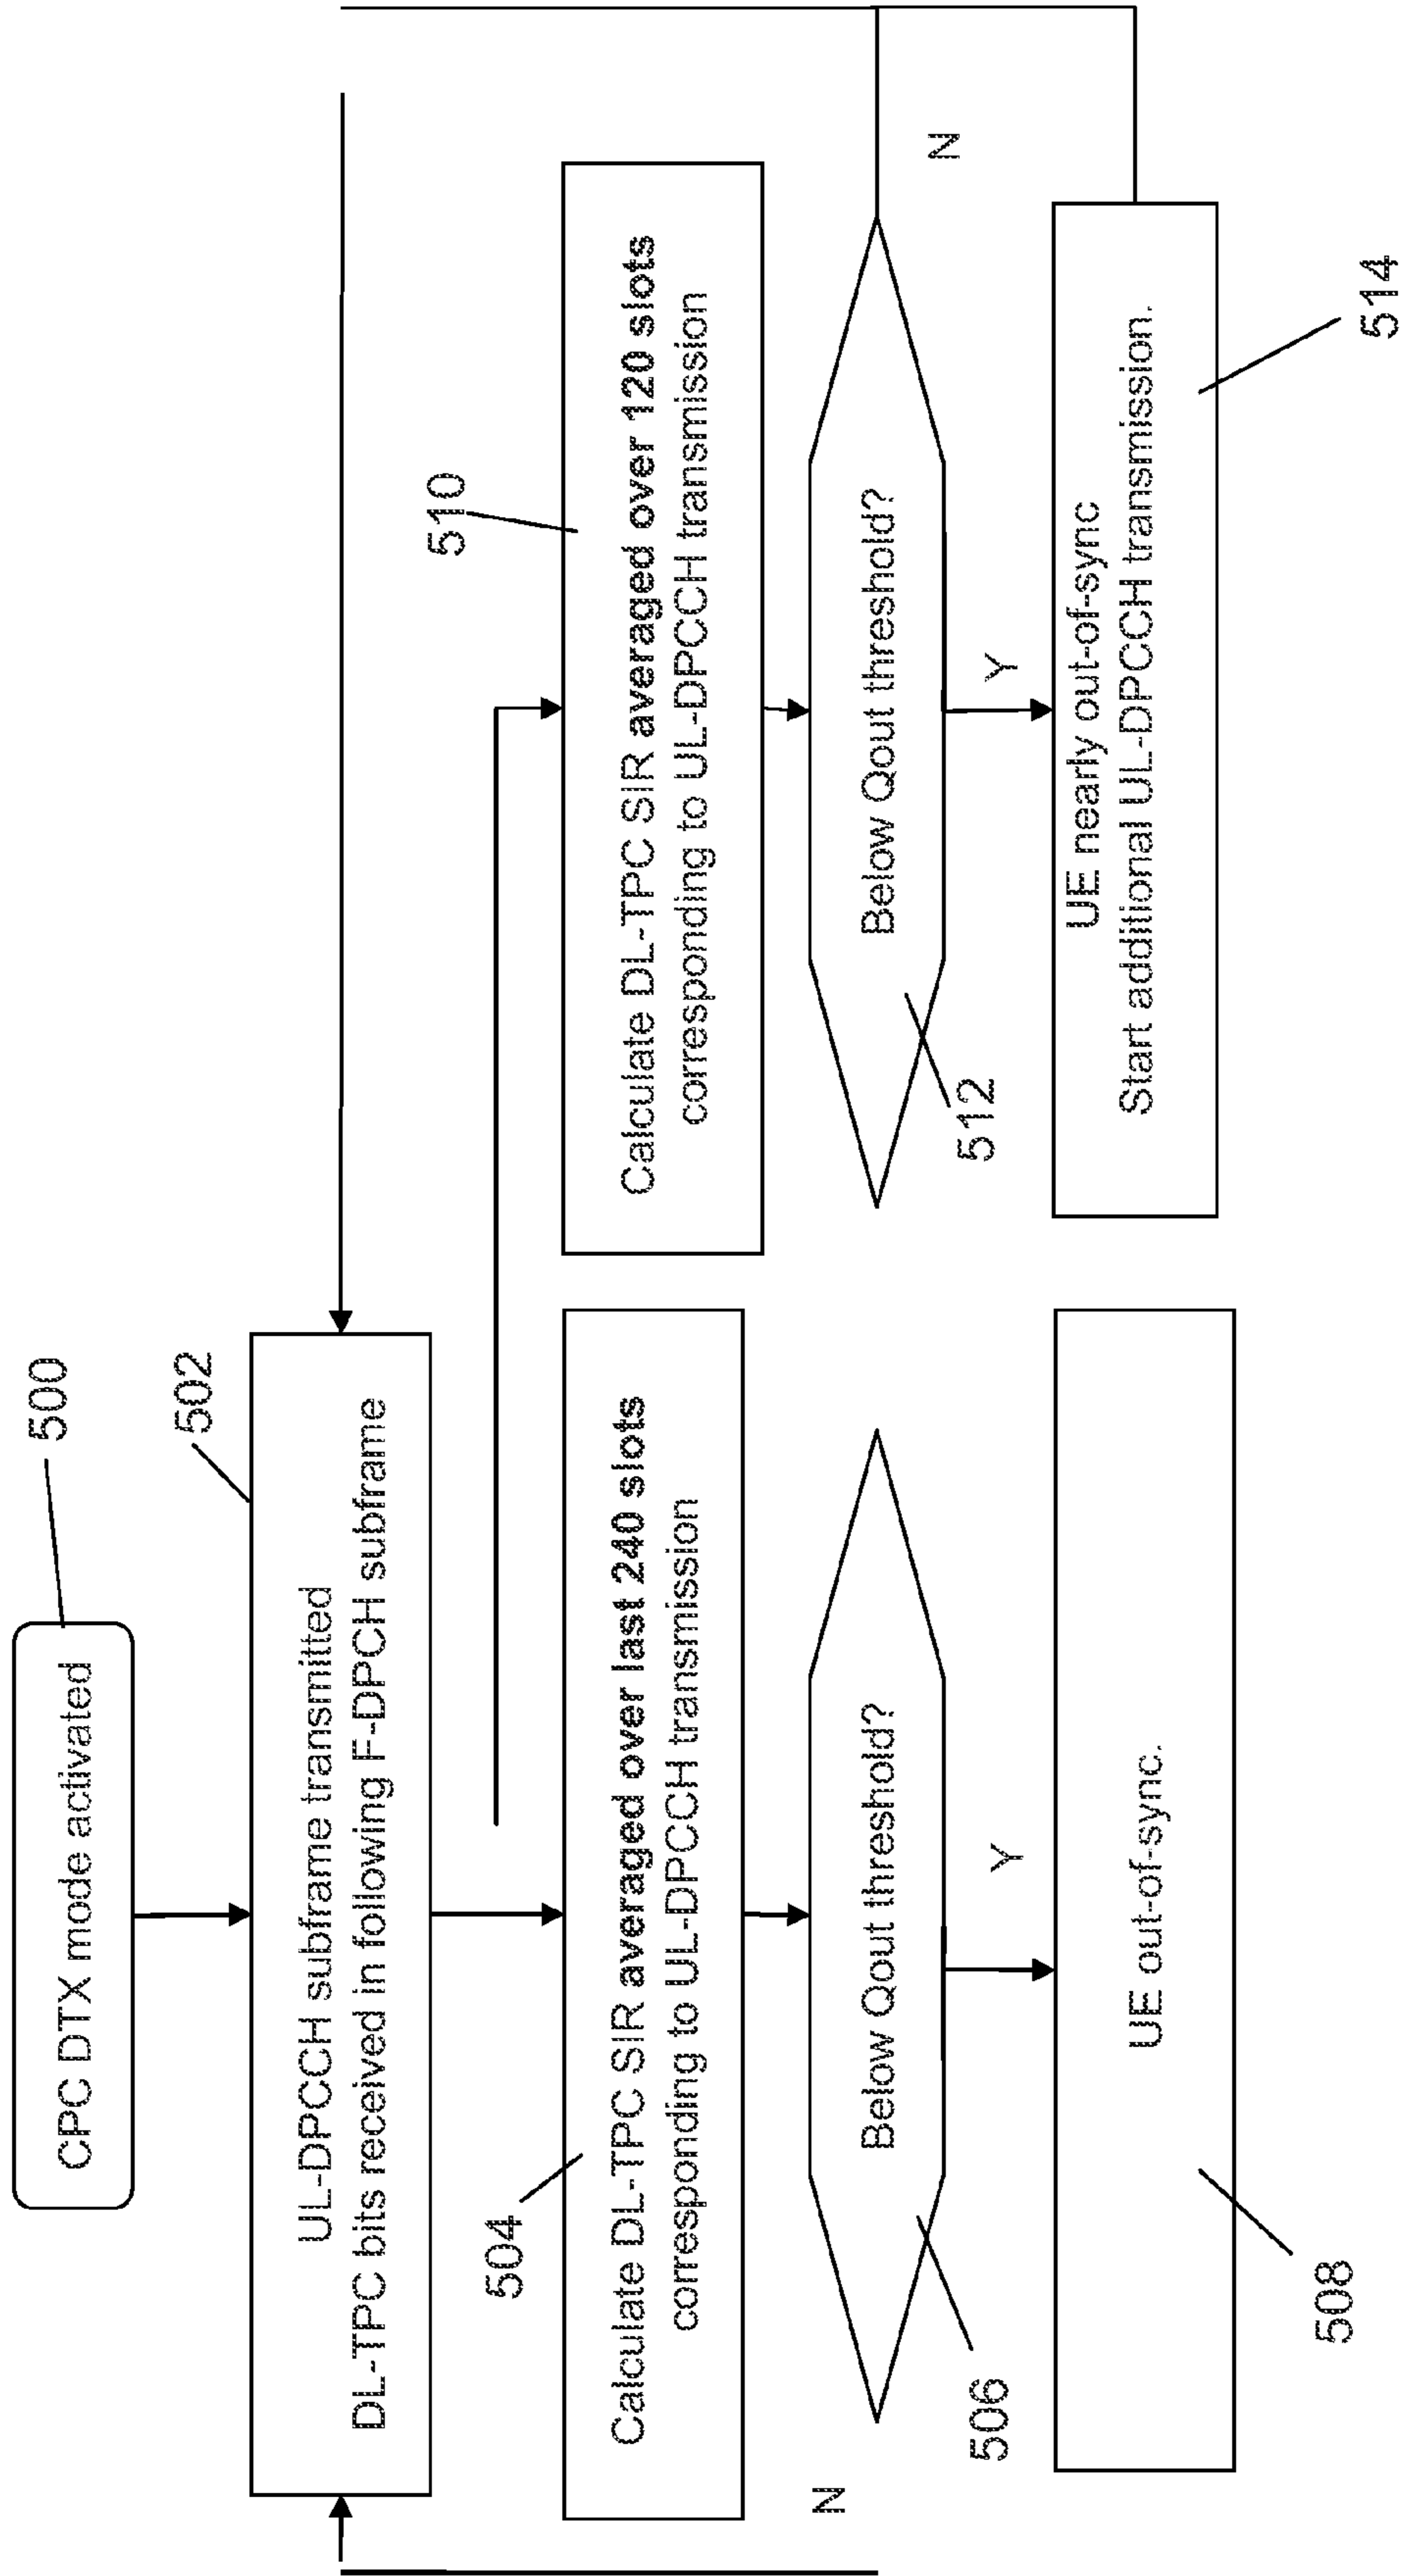 500
CPC DTX mode activated
502
UL-DPCCH subframe transmitted
DL-TPC bits received in following F-DPCH subframe
504
Calculate DL-TPC SIR averaged over last 240 slots
corresponding to UL-DPCCH transmission
510
Calculate DL-TPC SIR averaged over 120 slots
corresponding to UL-DPCCH transmission
N
Below Qout threshold?
506
Y
Below Qout threshold?
512
N
Y
UE out-of-sync.
508
UE nearly out-of-sync
Start additional UL-DPCCH transmission.
514